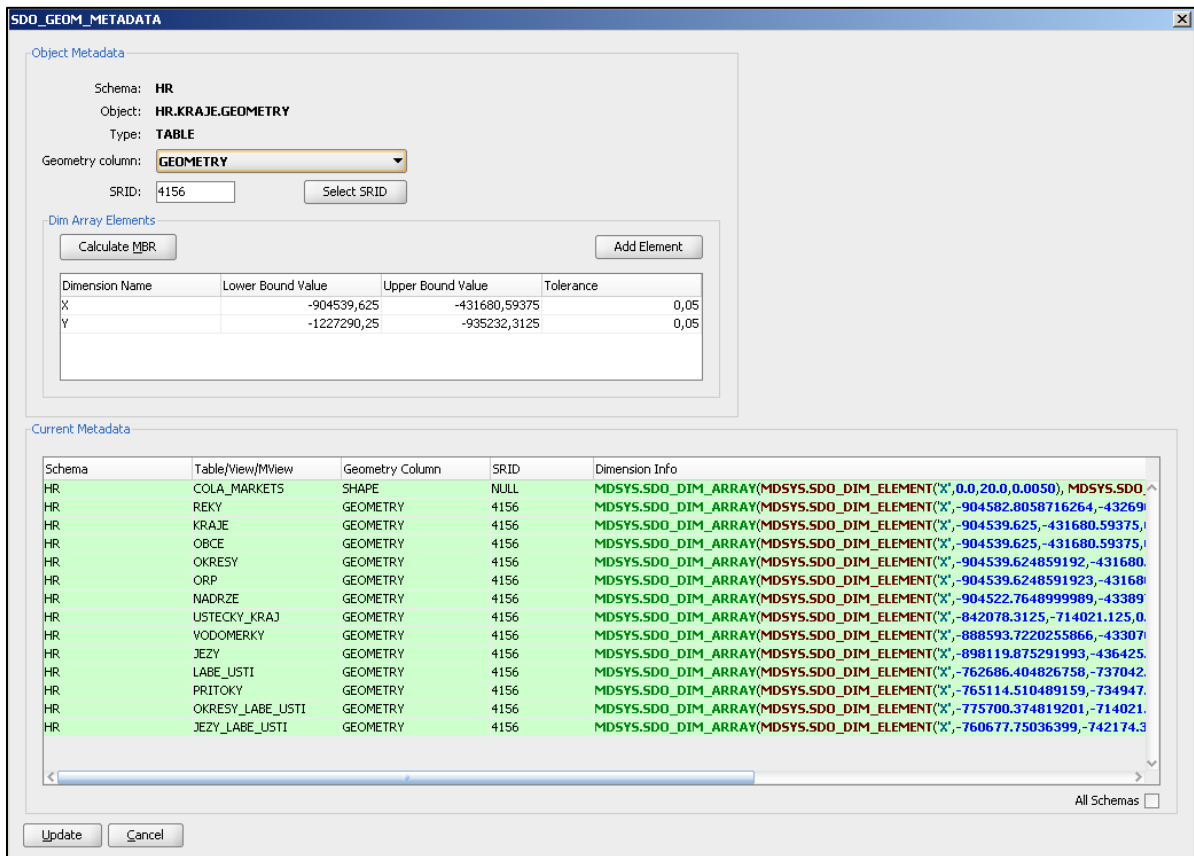 SDO_GEOM_METADATA
Object Metadata
Schema: HR
Object: HR.KRAJE.GEOMETRY
Type: TABLE
Geometry column: GEOMETRY
SRID: 4156 Select SRID
Dim Array Elements
Calculate MBR Add Element
Dimension Name Lower Bound Value Upper Bound Value Tolerance
X -904539,625 -431680,59375 0,05
Y -1227290,25 -935232,3125 0,05
Current Metadata
Schema Table/View/MView Geometry Column SRID Dimension Info
HR COLA_MARKETS SHAPE NULL MDSYS.SDO_DIM_ARRAY(MDSYS.SDO_DIM_ELEMENT('X',0.0,20.0,0.0050), MDSYS.SDO_
HR REKY GEOMETRY 4156 MDSYS.SDO_DIM_ARRAY(MDSYS.SDO_DIM_ELEMENT('X',-904582.8058716264,-43269
HR KRAJE GEOMETRY 4156 MDSYS.SDO_DIM_ARRAY(MDSYS.SDO_DIM_ELEMENT('X',-904539.625,-431680.59375,
HR OBCE GEOMETRY 4156 MDSYS.SDO_DIM_ARRAY(MDSYS.SDO_DIM_ELEMENT('X',-904539.625,-431680.59375,
HR OKRESY GEOMETRY 4156 MDSYS.SDO_DIM_ARRAY(MDSYS.SDO_DIM_ELEMENT('X',-904539.624859192,-431680.
HR ORP GEOMETRY 4156 MDSYS.SDO_DIM_ARRAY(MDSYS.SDO_DIM_ELEMENT('X',-904539.624591923,-43168
HR NADRZE GEOMETRY 4156 MDSYS.SDO_DIM_ARRAY(MDSYS.SDO_DIM_ELEMENT('X',-904522.7648999989,-43389
HR USTECKY_KRAJ GEOMETRY 4156 MDSYS.SDO_DIM_ARRAY(MDSYS.SDO_DIM_ELEMENT('X',-842078.3125,-714021.125,0.
HR VODOMERKY GEOMETRY 4156 MDSYS.SDO_DIM_ARRAY(MDSYS.SDO_DIM_ELEMENT('X',-888593.7220255866,-43307
HR JEZY GEOMETRY 4156 MDSYS.SDO_DIM_ARRAY(MDSYS.SDO_DIM_ELEMENT('X',-898119.875291993,-436425.
HR LABE_USTI GEOMETRY 4156 MDSYS.SDO_DIM_ARRAY(MDSYS.SDO_DIM_ELEMENT('X',-762686.404826758,-737042.
HR PRITOKY GEOMETRY 4156 MDSYS.SDO_DIM_ARRAY(MDSYS.SDO_DIM_ELEMENT('X',-765114.510489159,-734947.
HR OKRESY_LABE_USTI GEOMETRY 4156 MDSYS.SDO_DIM_ARRAY(MDSYS.SDO_DIM_ELEMENT('X',-775700.374819201,-714021.
HR JEZY_LABE_USTI GEOMETRY 4156 MDSYS.SDO_DIM_ARRAY(MDSYS.SDO_DIM_ELEMENT('X',-760677.75036399,-742174.3
All Schemas
Update Cancel